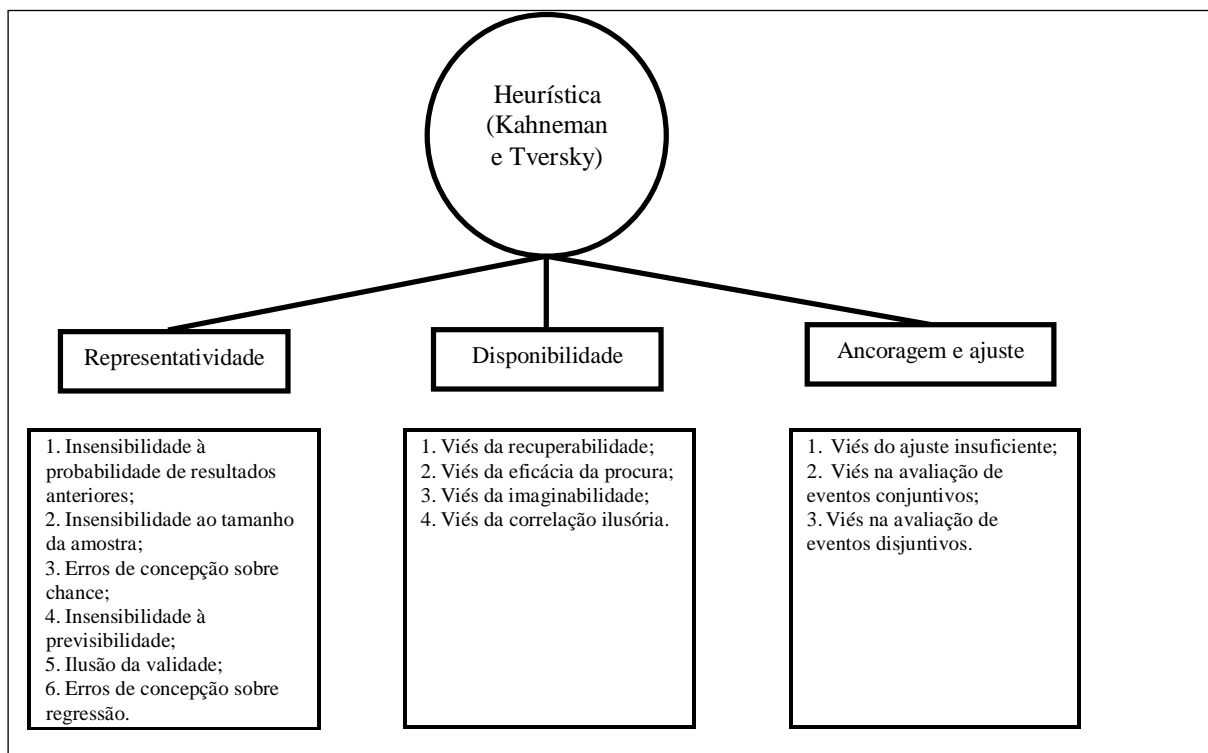 Heurística
(Kahneman
e Tversky)
Representatividade
Disponibilidade
Ancoragem e ajuste
1. Insensibilidade à
probabilidade de resultados
anteriores;
2. Insensibilidade ao tamanho
da amostra;
3. Erros de concepção sobre
chance;
4. Insensibilidade à
previsibilidade;
5. Ilusão da validade;
6. Erros de concepção sobre
regressão.
1. Viés da recuperabilidade;
2. Viés da eficácia da procura;
3. Viés da imaginabilidade;
4. Viés da correlação ilusória.
1. Viés do ajuste insuficiente;
2. Viés na avaliação de
eventos conjuntivos;
3. Viés na avaliação de
eventos disjuntivos.